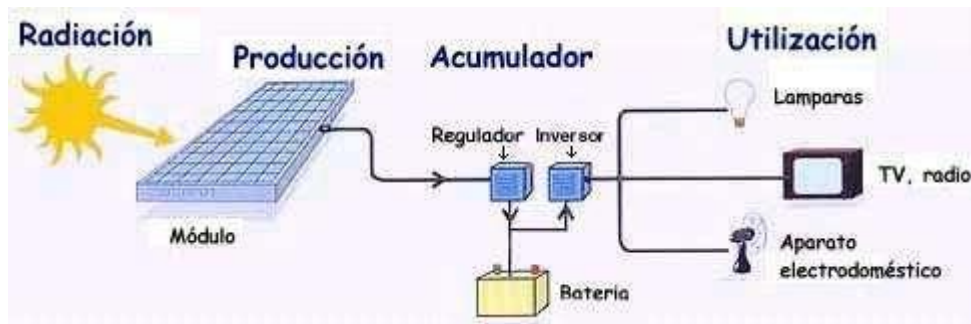 Radiación
Producción
Acumulador
Utilización
Lamparas
Regulador
Inversor
TV, radio
Módulo
Aparato
electrodoméstico
Bateria